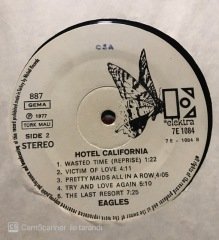 CSA
887
GEMA
℗ 1977
TÜRK MALI
SIDE 2
STEREO
elektra
7E 1084
7E - 1084 B
HOTEL CALIFORNIA
1 WASTED TIME (REPRISE) 1:22
2 VICTIM OF LOVE 4:11
3 PRETTY MAIDS ALL IN A ROW 4:05
4 TRY AND LOVE AGAIN 5:10
5 THE LAST RESORT 7:25
EAGLES
CamScanner ile tarandı